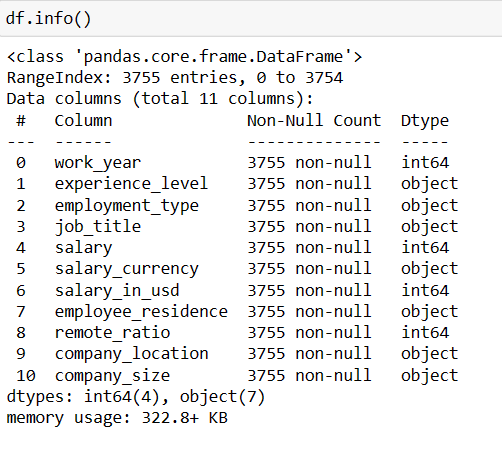 df.info()
<class 'pandas.core.frame.DataFrame'>
RangeIndex: 3755 entries, 0 to 3754
Data columns (total 11 columns):
 #   Column              Non-Null Count  Dtype
---  ------              --------------  -----
 0   work_year           3755 non-null   int64
 1   experience_level    3755 non-null   object
 2   employment_type     3755 non-null   object
 3   job_title           3755 non-null   object
 4   salary              3755 non-null   int64
 5   salary_currency     3755 non-null   object
 6   salary_in_usd       3755 non-null   int64
 7   employee_residence  3755 non-null   object
 8   remote_ratio        3755 non-null   int64
 9   company_location    3755 non-null   object
 10  company_size        3755 non-null   object
dtypes: int64(4), object(7)
memory usage: 322.8+ KB